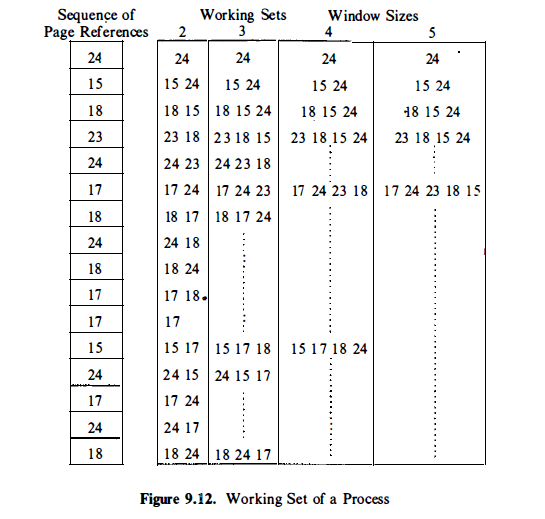 Sequence of Working Sets Window Sizes
Page References 2 3 4 5
24 24 24 24 24
15 15 24 15 24 15 24 15 24
18 18 15 18 15 24 18 15 24 18 15 24
23 23 18 23 18 15 23 18 15 24 23 18 15 24
24 24 23 24 23 18
17 17 24 17 24 23 17 24 23 18 17 24 23 18 15
18 18 17 18 17 24
24 24 18
18 18 24
17 17 18
17 17
15 15 17 15 17 18 15 17 18 24
24 24 15 24 15 17
17 17 24
24 24 17
18 18 24 18 24 17
Figure 9.12. Working Set of a Process